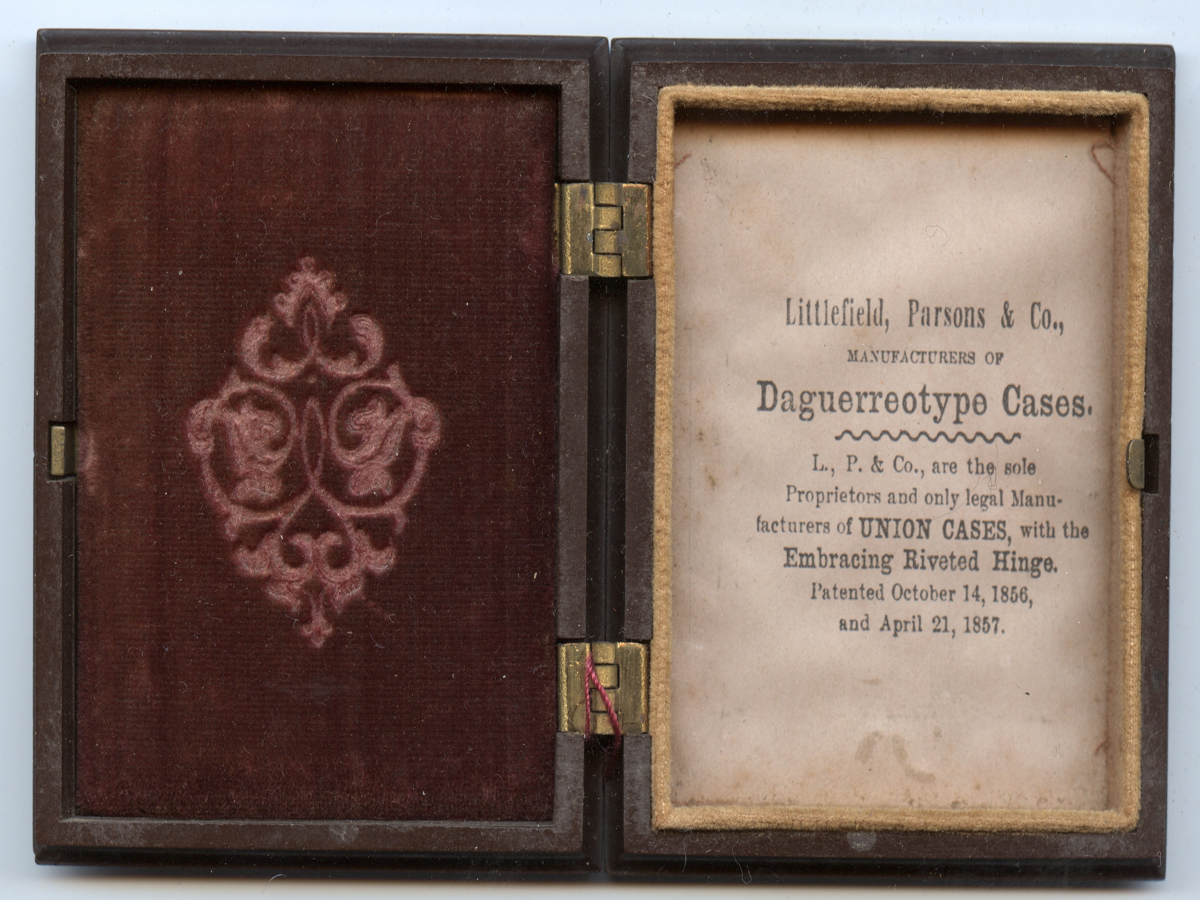 Littlefield, Parsons & Co.,
MANUFACTURERS OF
Daguerreotype Cases.
L., P. & Co., are the sole
Proprietors and only legal Manu-
facturers of UNION CASES, with the
Embracing Riveted Hinge.
Patented October 14, 1856,
and April 21, 1857.